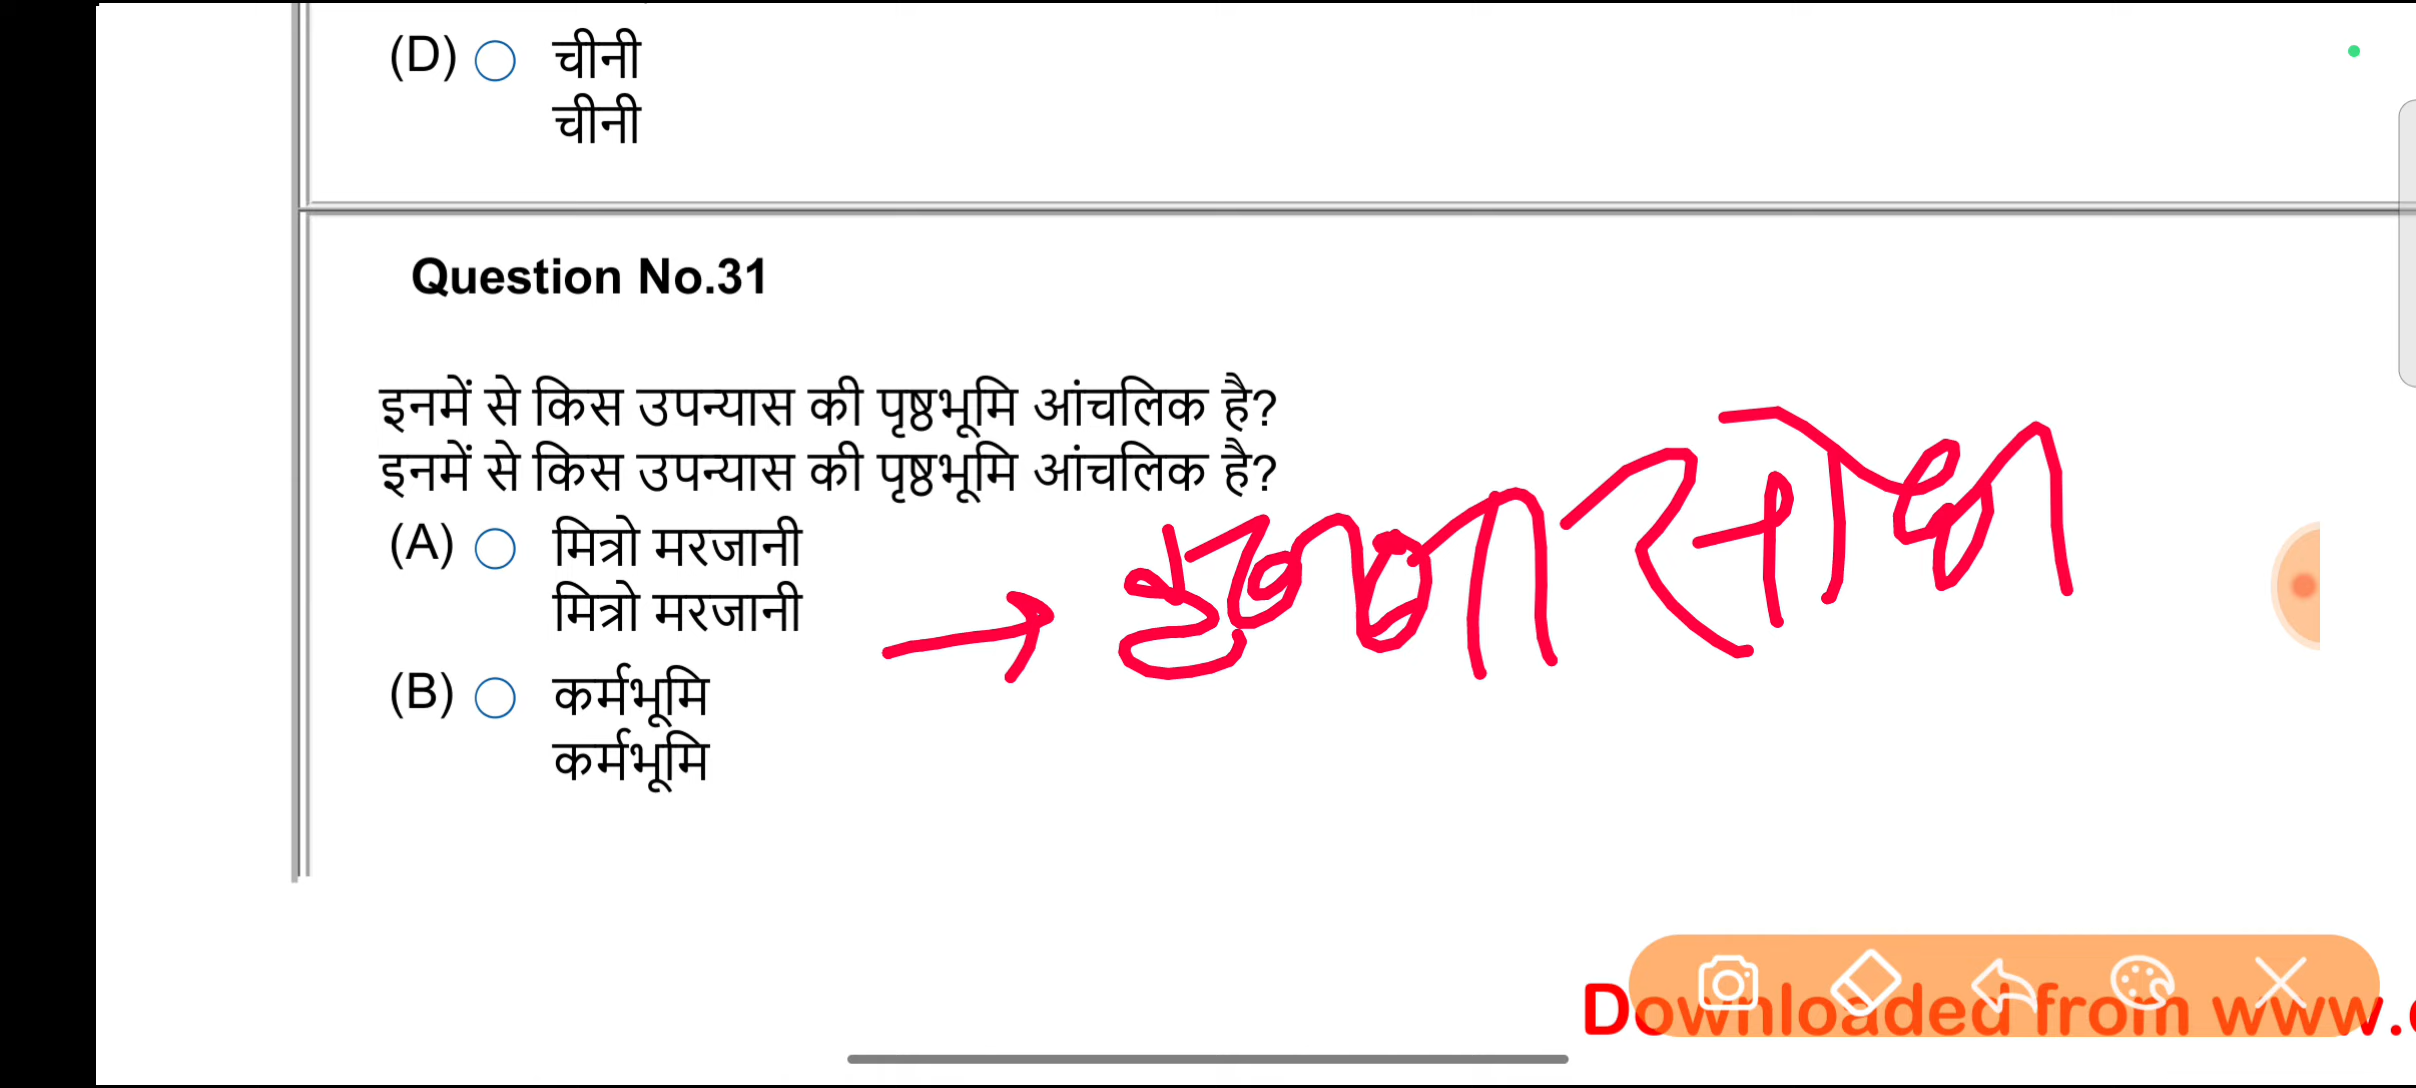 (D) चीनी
चीनी
Question No.31
इनमें से किस उपन्यास की पृष्ठभूमि आंचलिक है?
इनमें से किस उपन्यास की पृष्ठभूमि आंचलिक है?
(A) मित्रो मरजानी
मित्रो मरजानी
कृष्णा सोबती
(B) कर्मभूमि
कर्मभूमि
Downloaded from www.